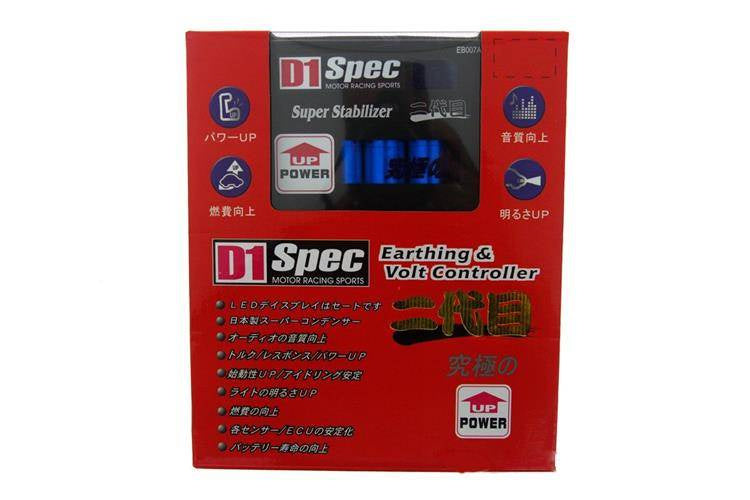 EB007A
D1 Spec
MOTOR RACING SPORTS
Super Stabilizer
二代目
UP
POWER
究極の
パワーUP
音質向上
燃費向上
明るさUP
D1 Spec
MOTOR RACING SPORTS
Earthing &
Volt Controller
二代目
究極の
UP
POWER
LEDデイスプレイはセートです
日本製スーパーコンデンサー
オーディオの音質向上
トルク/レスポンス/パワーUP
始動性UP/アイドリング安定
ライトの明るさUP
燃費の向上
各センサー/ECUの安定化
バッテリー寿命の向上